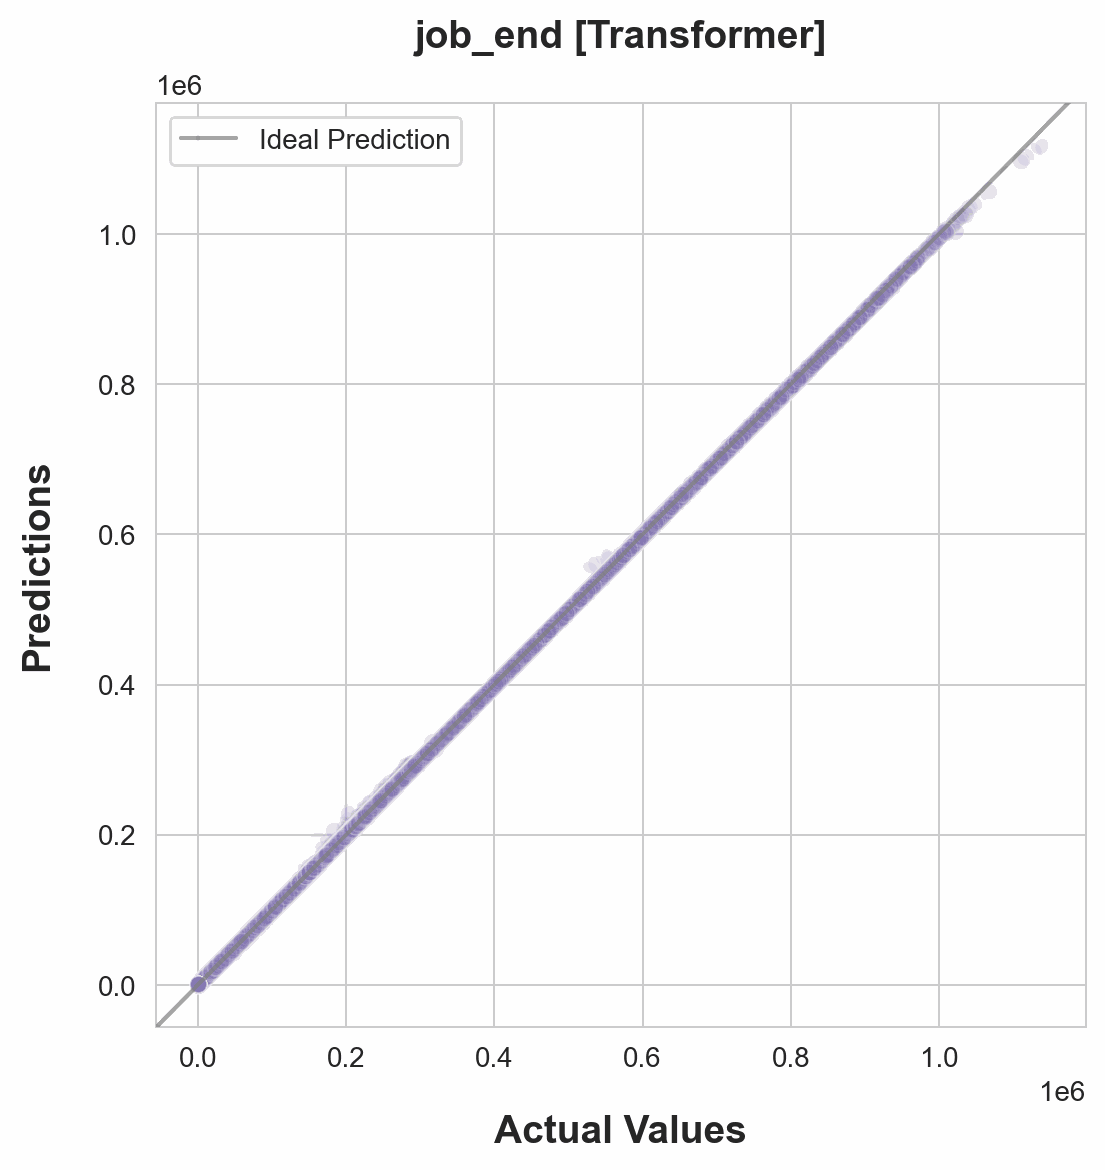 job_end [Transformer]
1e6
Ideal Prediction
1.0
0.8
0.6
0.4
0.2
0.0
Predictions
0.0 0.2 0.4 0.6 0.8 1.0
1e6
Actual Values